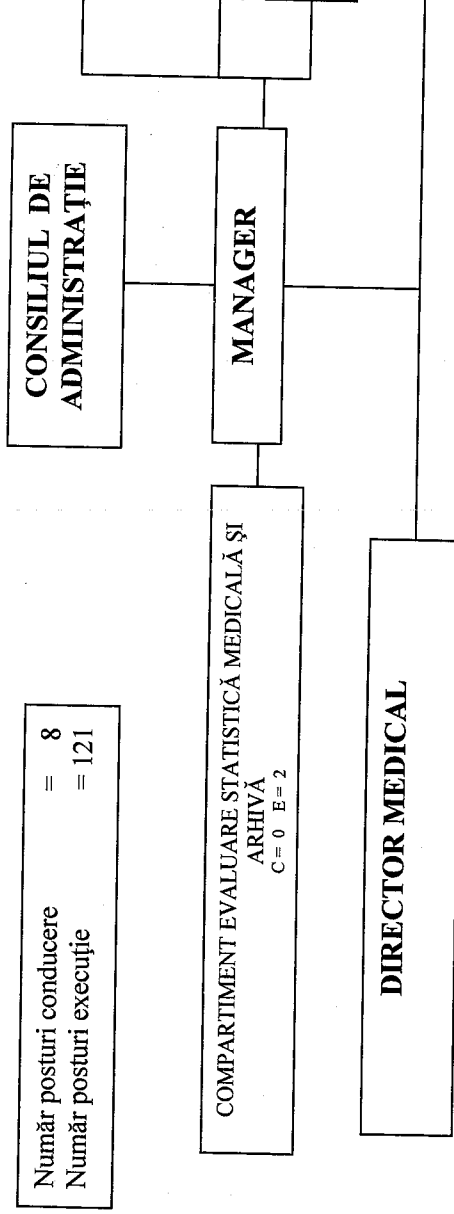 Număr posturi conducere = 8
Număr posturi execuție = 121
CONSILIUL DE
ADMINISTRAȚIE
COMPARTIMENT EVALUARE STATISTICĂ MEDICALĂ ȘI
ARHIVĂ
C = 0 E = 2
MANAGER
DIRECTOR MEDICAL